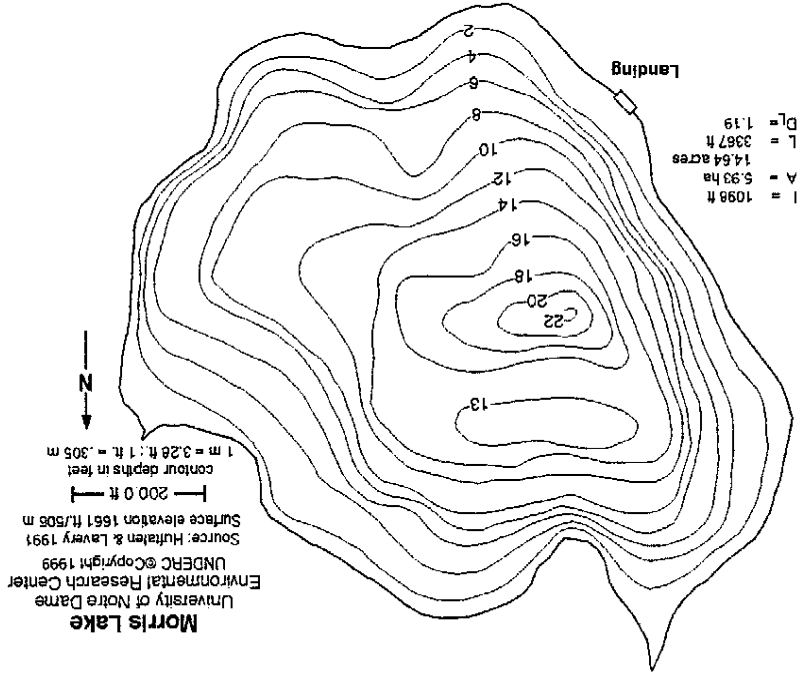 Morris Lake
University of Notre Dame
Environmental Research Center
UNDERC ©Copyright 1999
Source: Huftalen & Lavery 1991
Surface elevation 1661 ft./506 m
200.0 ft
contour depths in feet
1 m = 3.28 ft ; 1 ft. = .305 m
N
13
22
20
18
16
14
12
10
8
6
4
2
l = 1098 ft
A = 5.93 ha
14.64 acres
L = 3367 ft
DL = 1.19
Landing